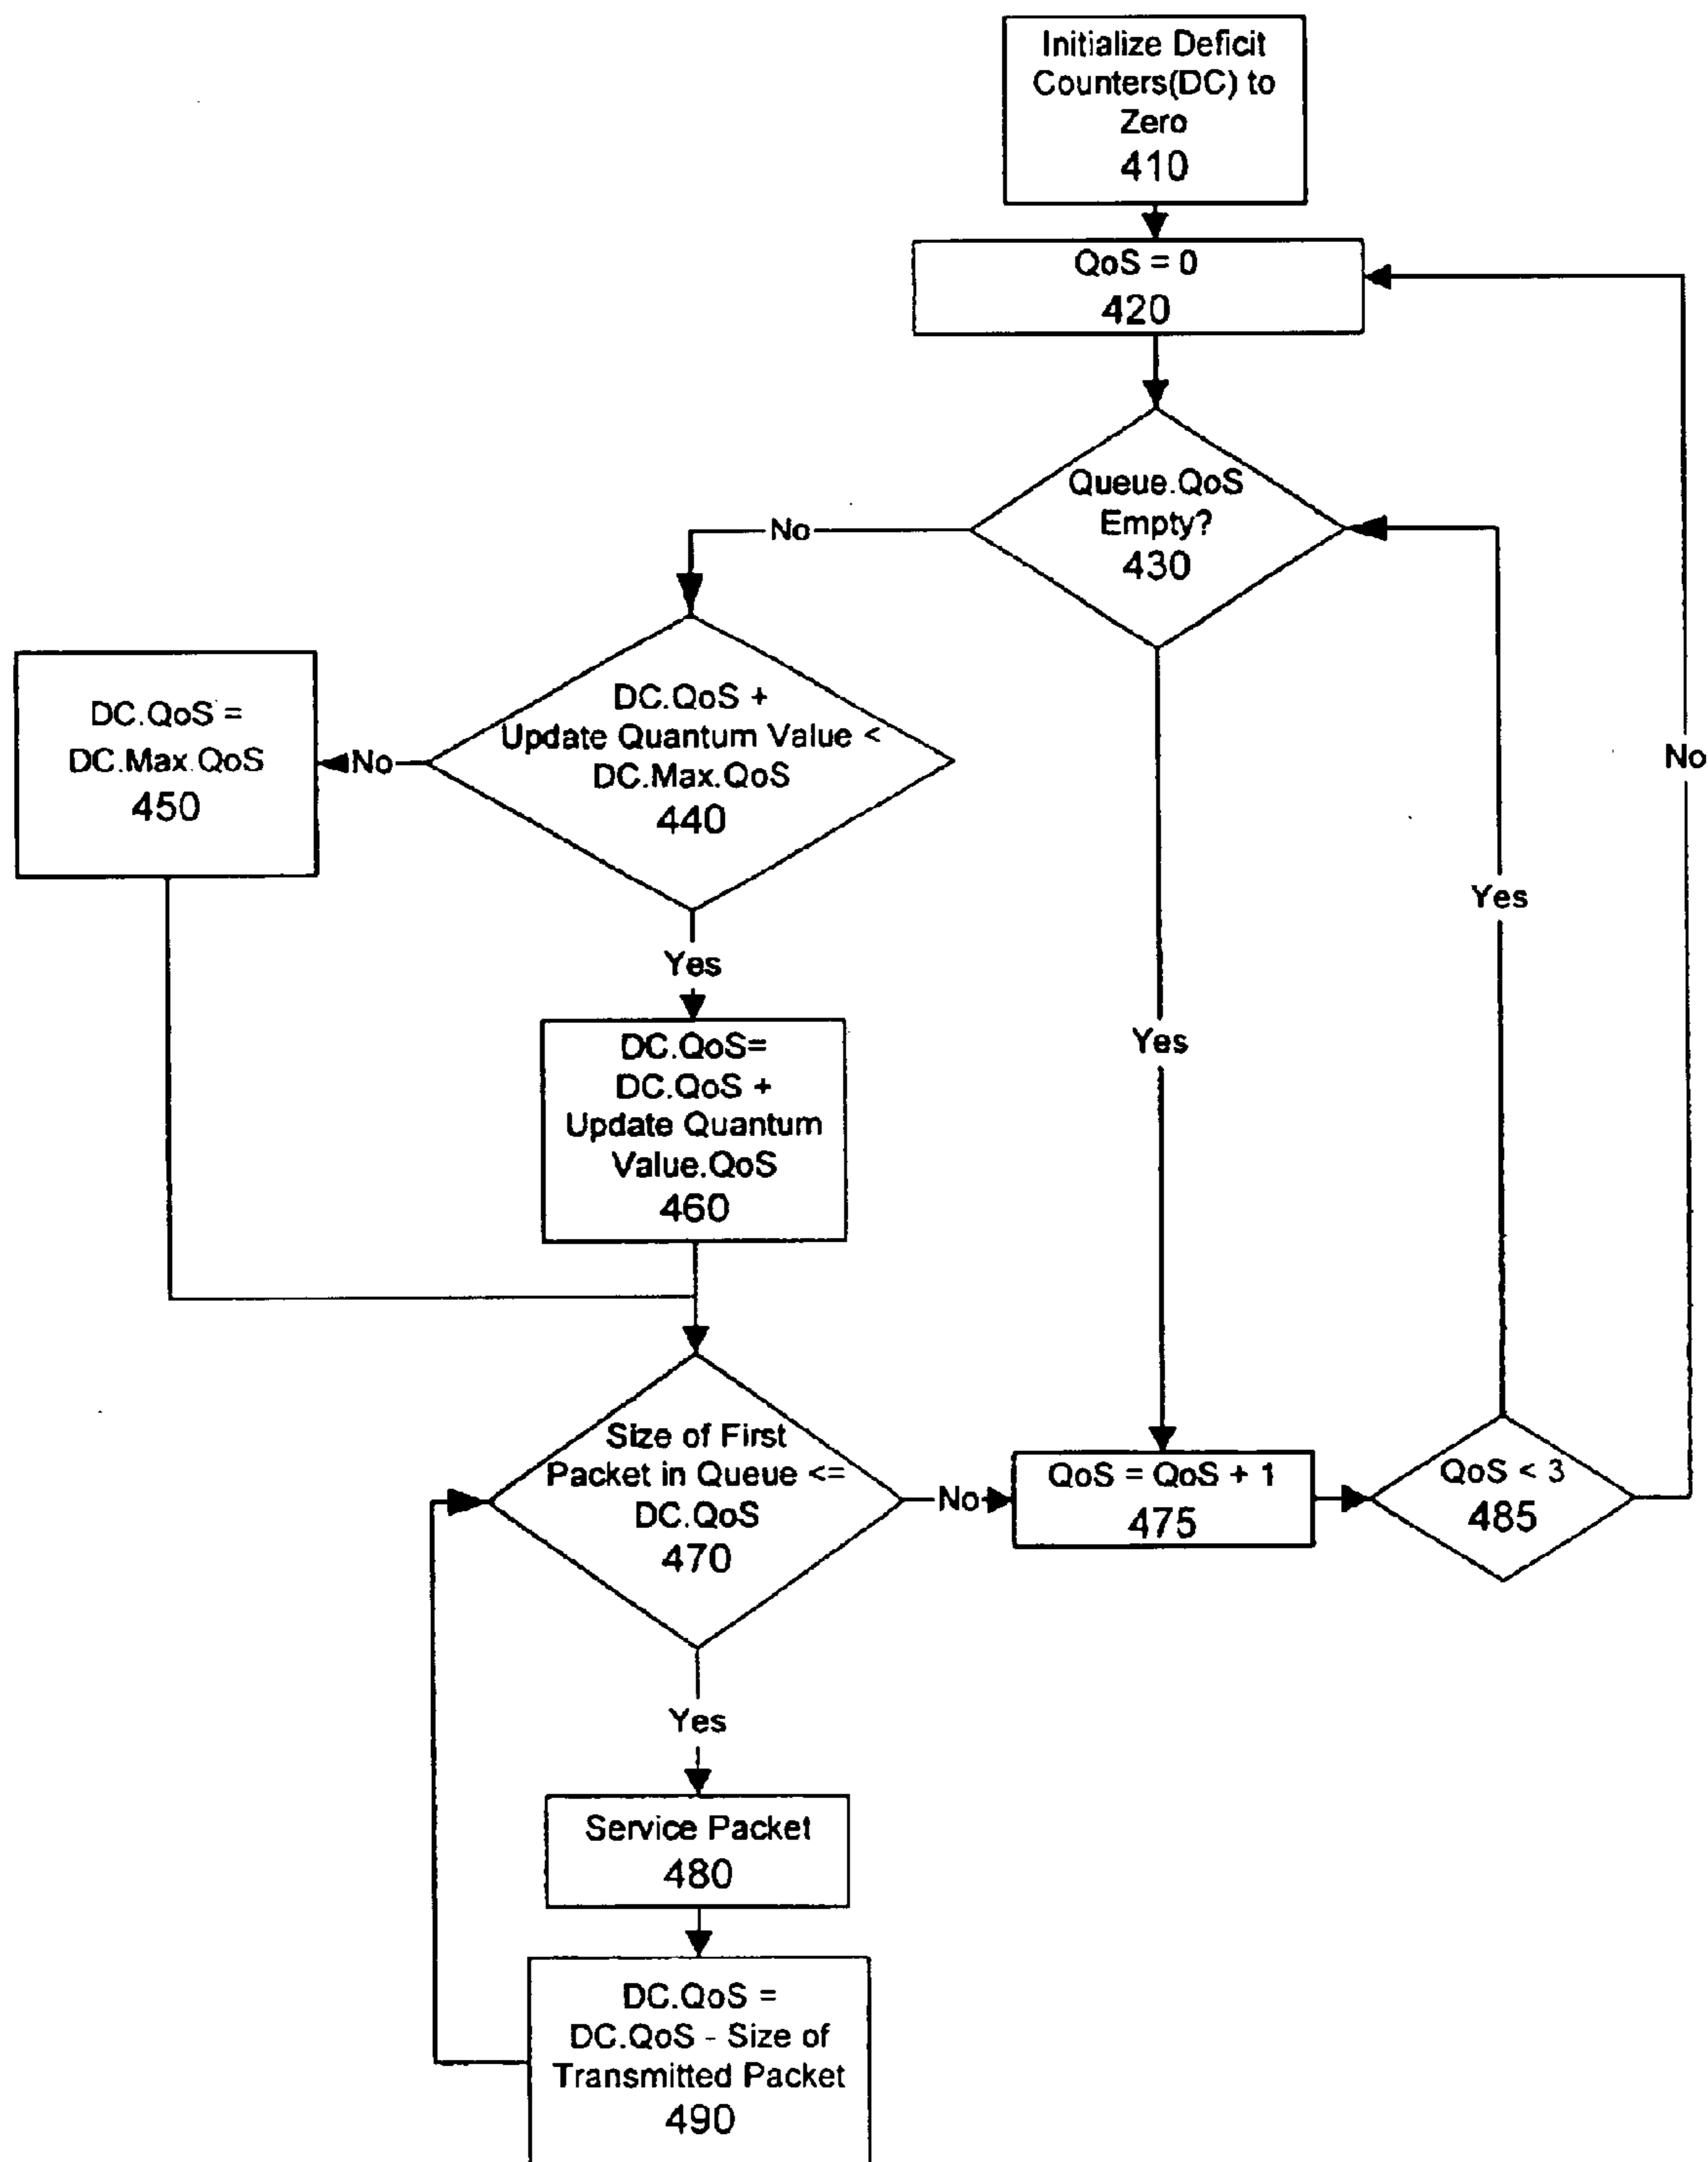 Initialize Deficit
Counters(DC) to
Zero
410
QoS = 0
420
Queue.QoS
Empty?
430
No
DC.QoS +
Update Quantum Value <
DC.Max.QoS
440
No
DC.QoS =
DC.Max.QoS
450
No
Yes
Yes
DC.QoS=
DC.QoS +
Update Quantum
Value.QoS
460
Yes
Size of First
Packet in Queue <=
DC.QoS
470
No
QoS = QoS + 1
475
QoS < 3
485
Yes
Service Packet
480
DC.QoS =
DC.QoS - Size of
Transmitted Packet
490